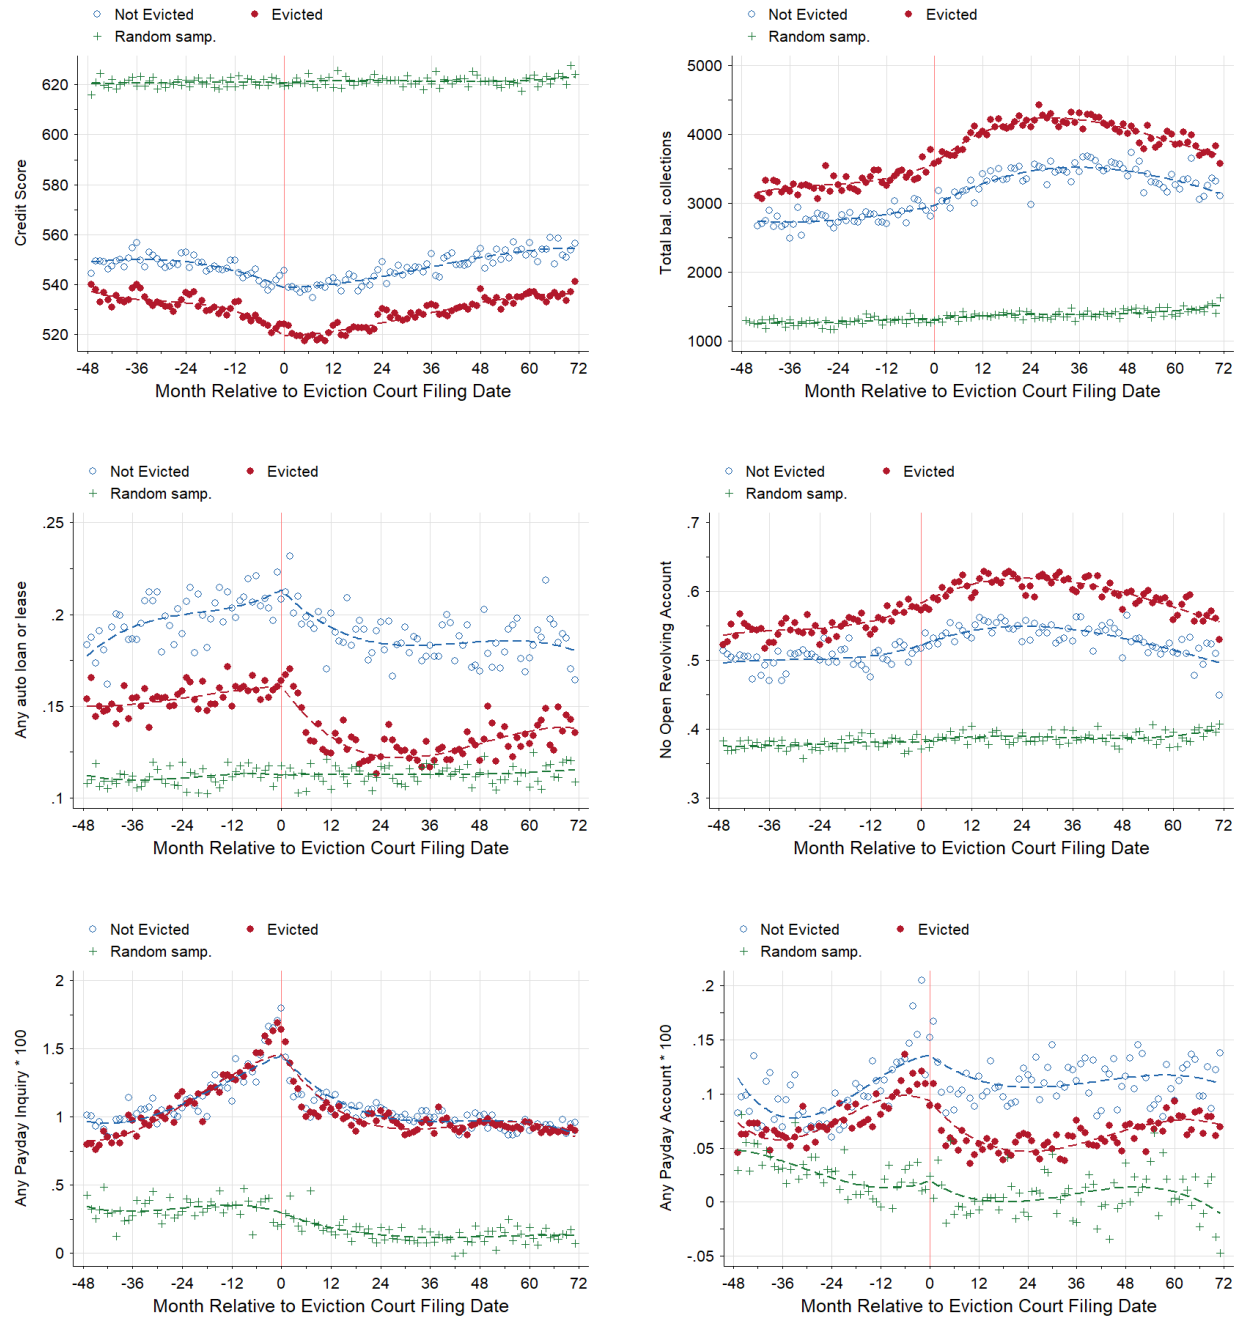 Not Evicted Evicted
Random samp.
Credit Score
620
600
580
560
540
520
-48 -36 -24 -12 0 12 24 36 48 60 72
Month Relative to Eviction Court Filing Date
Not Evicted Evicted
Random samp.
Total bal. collections
5000
4000
3000
2000
1000
-48 -36 -24 -12 0 12 24 36 48 60 72
Month Relative to Eviction Court Filing Date
Not Evicted Evicted
Random samp.
Any auto loan or lease
.25
.2
.15
.1
-48 -36 -24 -12 0 12 24 36 48 60 72
Month Relative to Eviction Court Filing Date
Not Evicted Evicted
Random samp.
No Open Revolving Account
.7
.6
.5
.4
.3
-48 -36 -24 -12 0 12 24 36 48 60 72
Month Relative to Eviction Court Filing Date
Not Evicted Evicted
Random samp.
Any Payday Inquiry * 100
2
1.5
1
.5
0
-48 -36 -24 -12 0 12 24 36 48 60 72
Month Relative to Eviction Court Filing Date
Not Evicted Evicted
Random samp.
Any Payday Account * 100
.2
.15
.1
.05
0
-.05
-48 -36 -24 -12 0 12 24 36 48 60 72
Month Relative to Eviction Court Filing Date